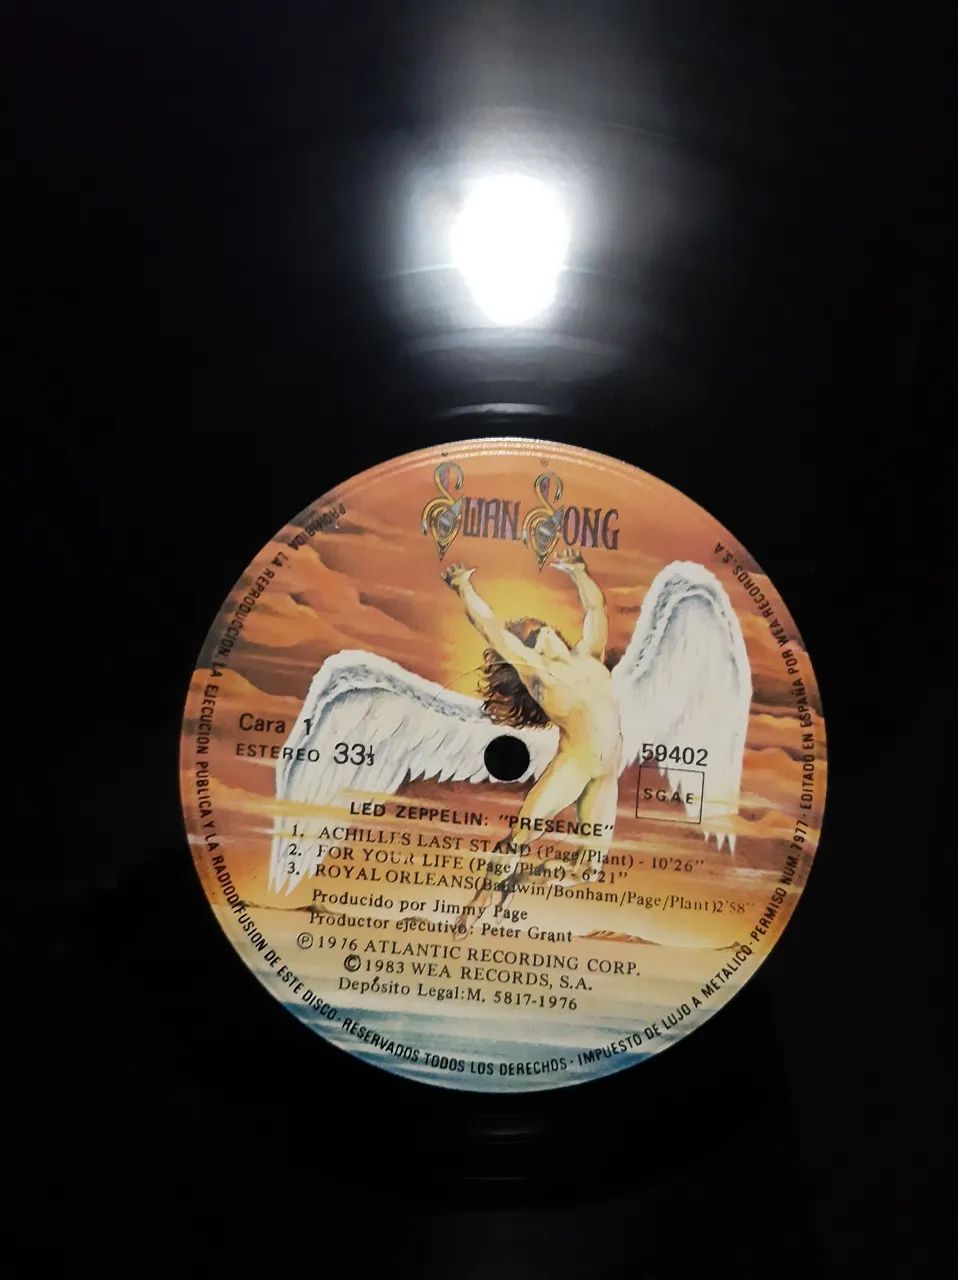 SWAN SONG
Cara 1
ESTEREO 33⅓
59402
SGAE
LED ZEPPELIN: "PRESENCE"
1. ACHILLES LAST STAND (Page/Plant) - 10'26"
2. FOR YOUR LIFE (Page/Plant) - 6'21"
3. ROYAL ORLEANS(Baldwin/Bonham/Page/Plant)2'58"
Producido por Jimmy Page
Productor ejecutivo: Peter Grant
Ⓟ1976 ATLANTIC RECORDING CORP.
©1983 WEA RECORDS, S.A.
Depósito Legal:M. 5817-1976
PROHIBIDA LA REPRODUCCION, LA EJECUCION PUBLICA Y LA RADIODIFUSION DE ESTE DISCO - RESERVADOS TODOS LOS DERECHOS - IMPUESTO DE LUJO A METALICO - PERMISO NUM. 7977 - EDITADO EN ESPAÑA POR WEA RECORDS, S.A